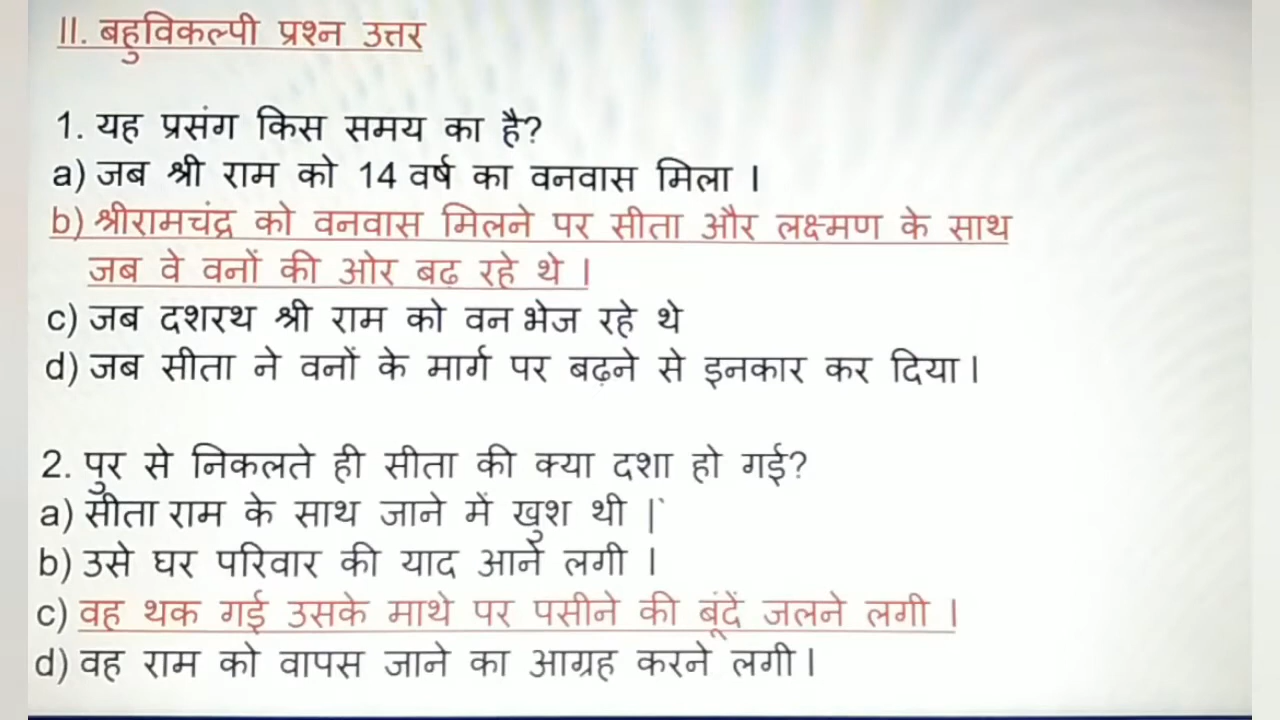 II. बहुविकल्पी प्रश्न उत्तर
1. यह प्रसंग किस समय का है?
a) जब श्री राम को 14 वर्ष का वनवास मिला ।
b) श्रीरामचंद्र को वनवास मिलने पर सीता और लक्ष्मण के साथ
जब वे वनों की ओर बढ रहे थे ।
c) जब दशरथ श्री राम को वन भेज रहे थे
d) जब सीता ने वनों के मार्ग पर बढ़ने से इनकार कर दिया ।
2. पुर से निकलते ही सीता की क्या दशा हो गई?
a) सीता राम के साथ जाने में खुश थी |`
b) उसे घर परिवार की याद आने लगी ।
c) वह थक गई उसके माथे पर पसीने की बूंदें जलने लगी ।
d) वह राम को वापस जाने का आग्रह करने लगी ।